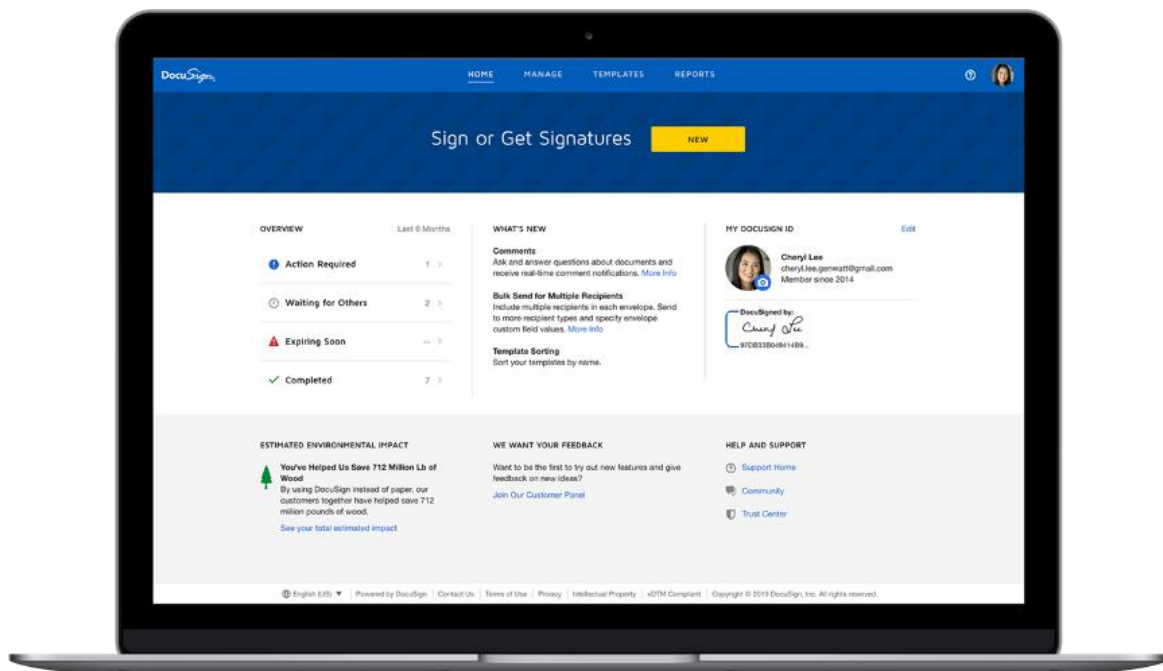 DocuSign
HOME MANAGE TEMPLATES REPORTS
Sign or Get Signatures NEW
OVERVIEW Last 6 Months
Action Required 1
Waiting for Others 2
Expiring Soon --
Completed 7
WHAT'S NEW
Comments
Ask and answer questions about documents and
receive real-time comment notifications. More Info
Bulk Send for Multiple Recipients
Include multiple recipients in each envelope. Send
to more recipient types and specify envelope
custom field values. More Info
Template Sorting
Sort your templates by name.
MY DOCUSIGN ID Edit
Cheryl Lee
cheryl.lee.genwatt@gmail.com
Member since 2014
DocuSigned by:
Cheryl Lee
97DB33B049414B9...
ESTIMATED ENVIRONMENTAL IMPACT
You've Helped Us Save 712 Million Lb of
Wood
By using DocuSign instead of paper, our
customers together have helped save 712
million pounds of wood.
See your total estimated impact
WE WANT YOUR FEEDBACK
Want to be the first to try out new features and give
feedback on new ideas?
Join Our Customer Panel
HELP AND SUPPORT
Support Home
Community
Trust Center
English (US) ▼ | Powered by DocuSign | Contact Us | Terms of Use | Privacy | Intellectual Property | xDTM Compliant | Copyright © 2019 DocuSign, Inc. All rights reserved.